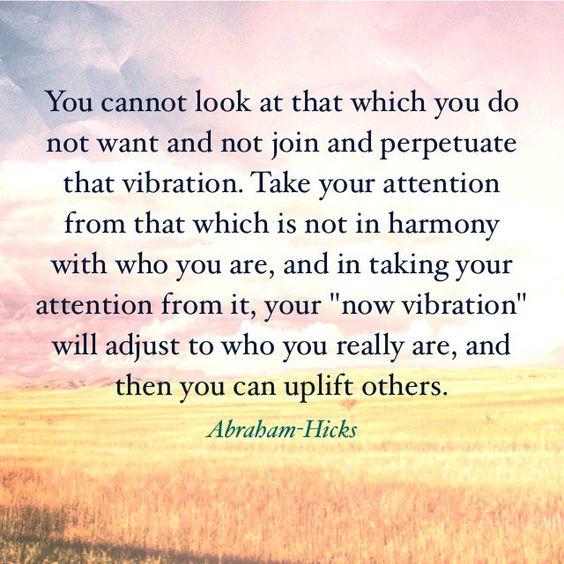 You cannot look at that which you do
not want and not join and perpetuate
that vibration. Take your attention
from that which is not in harmony
with who you are, and in taking your
attention from it, your "now vibration"
will adjust to who you really are, and
then you can uplift others.
Abraham-Hicks